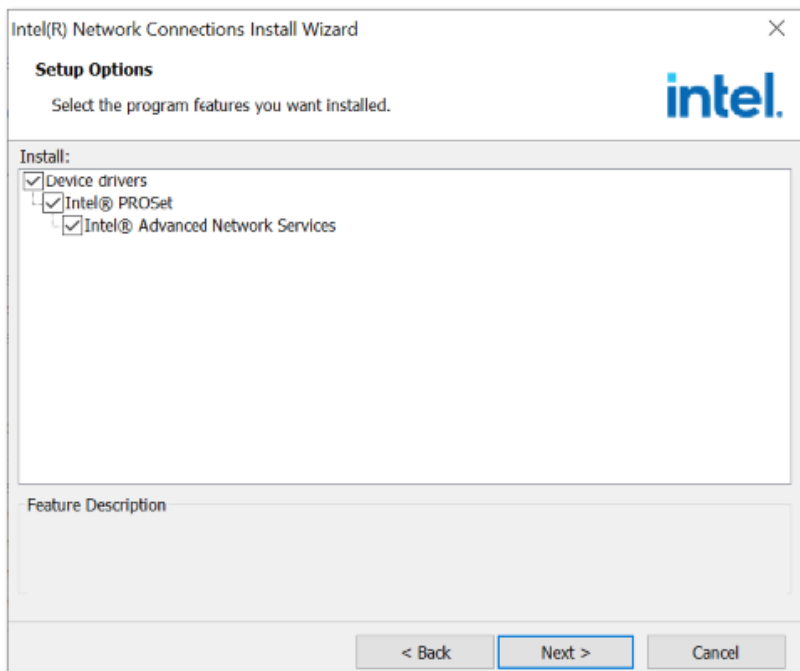 Intel(R) Network Connections Install Wizard
Setup Options
Select the program features you want installed.
intel.
Install:
Device drivers
Intel® PROSet
Intel® Advanced Network Services
Feature Description
< Back
Next >
Cancel